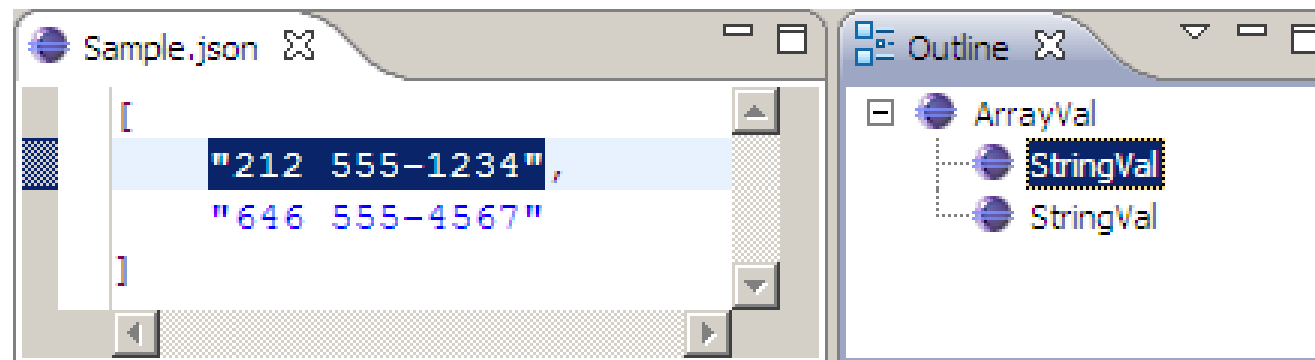 Sample.json
[
"212 555-1234",
"646 555-4567"
]
Outline
ArrayVal
StringVal
StringVal